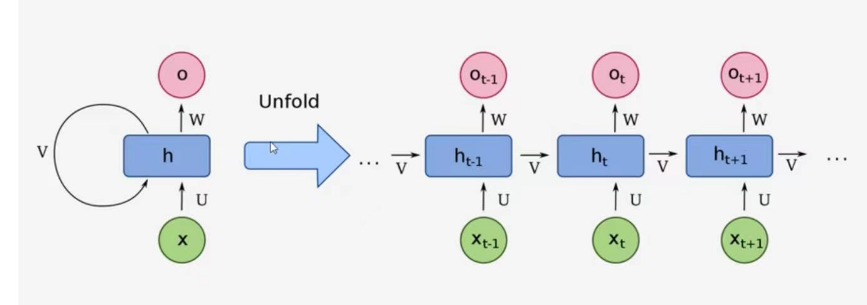 o o_{t-1} o_t o_{t+1}
Unfold
W W W W
V h h_{t-1} h_t h_{t+1}
... V V V V ...
U U U U
x x_{t-1} x_t x_{t+1}